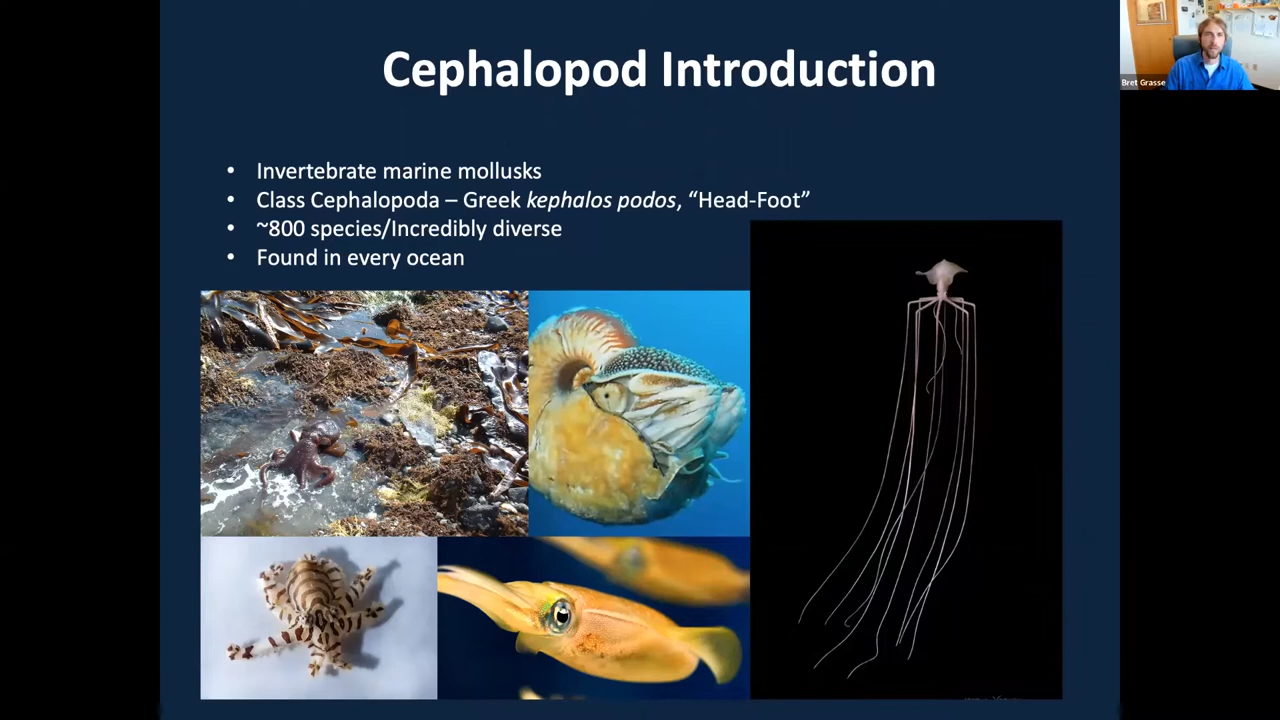 Cephalopod Introduction
Bret Grasse
• Invertebrate marine mollusks
• Class Cephalopoda – Greek kephalos podos, “Head-Foot”
• ~800 species/Incredibly diverse
• Found in every ocean